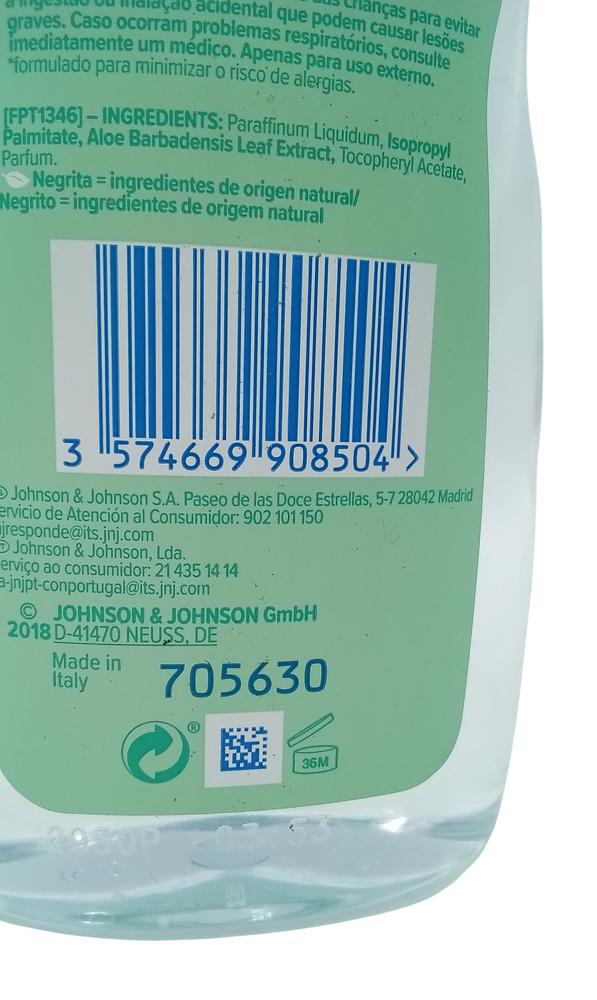 a ingestão ou inalação acidental que podem causar lesões
crianças para evitar
graves. Caso ocorram problemas respiratórios, consulte
imediatamente um médico. Apenas para uso externo.
*formulado para minimizar o risco de alergias.
[FPT1346] – INGREDIENTS: Paraffinum Liquidum, Isopropyl
Palmitate, Aloe Barbadensis Leaf Extract, Tocopheryl Acetate,
Parfum.
Negrita = ingredientes de origen natural/
Negrito = ingredientes de origem natural
3 574669 908504 >
Johnson & Johnson S.A. Paseo de las Doce Estrellas, 5-7 28042 Madrid
ervicio de Atención al Consumidor: 902 101 150
jresponde@its.jnj.com
Johnson & Johnson, Lda.
erviço ao consumidor: 21 435 14 14
a-jnjpt-conportugal@its.jnj.com
© JOHNSON & JOHNSON GmbH
2018 D-41470 NEUSS, DE
Made in
Italy
705630
®
36M
03 53